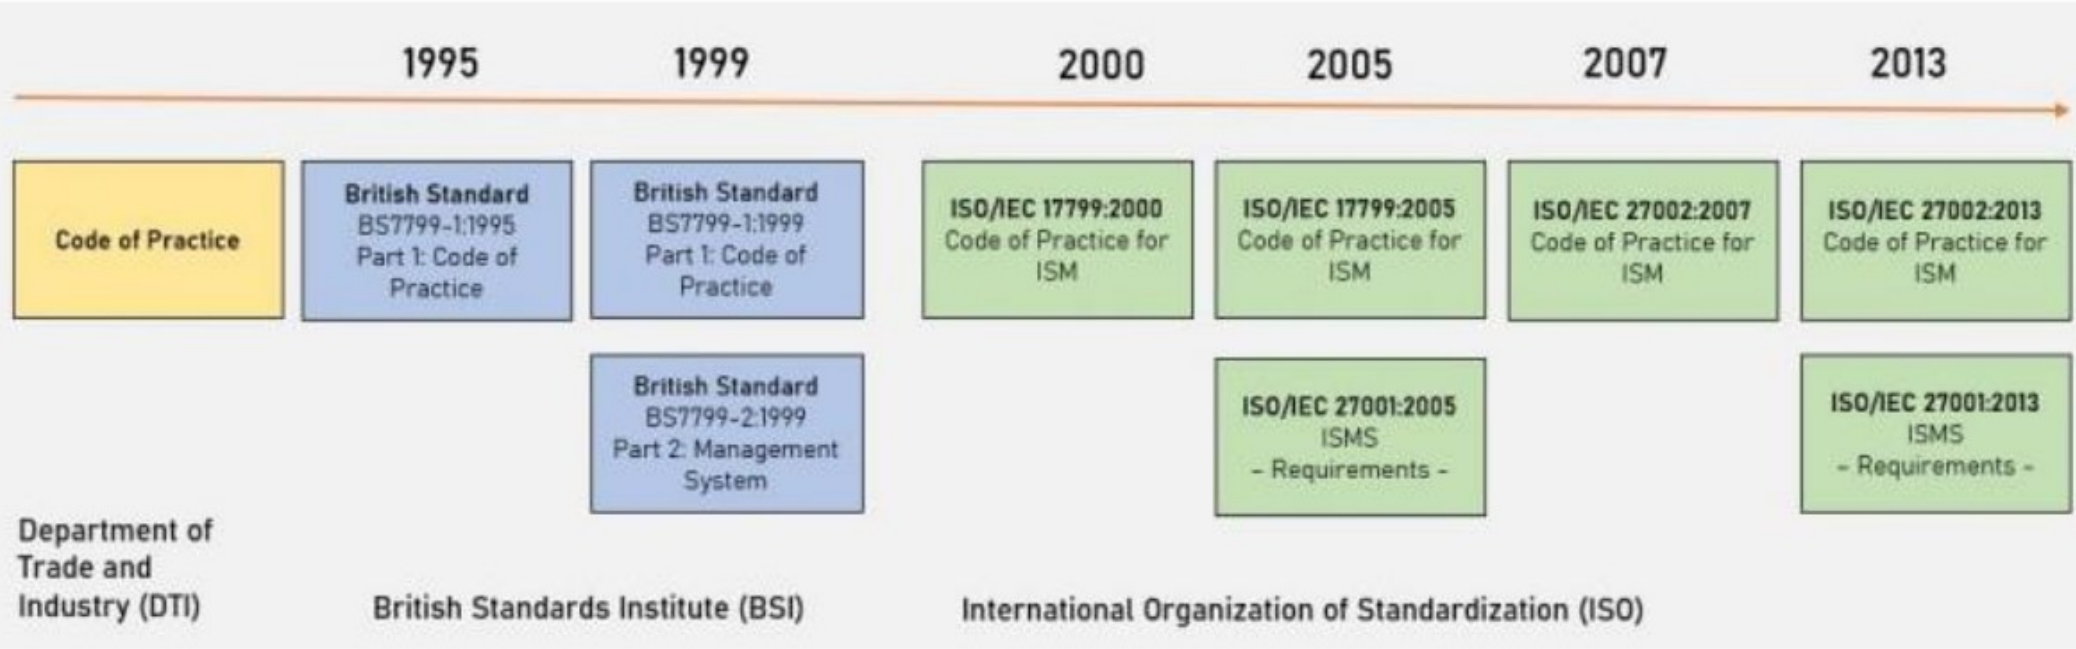 1995
1999
2000
2005
2007
2013
Code of Practice
British Standard
BS7799-1:1995
Part 1: Code of
Practice
British Standard
BS7799-1:1999
Part 1: Code of
Practice
ISO/IEC 17799:2000
Code of Practice for
ISM
ISO/IEC 17799:2005
Code of Practice for
ISM
ISO/IEC 27002:2007
Code of Practice for
ISM
ISO/IEC 27002:2013
Code of Practice for
ISM
British Standard
BS7799-2:1999
Part 2: Management
System
ISO/IEC 27001:2005
ISMS
- Requirements -
ISO/IEC 27001:2013
ISMS
- Requirements -
Department of
Trade and
Industry (DTI)
British Standards Institute (BSI)
International Organization of Standardization (ISO)